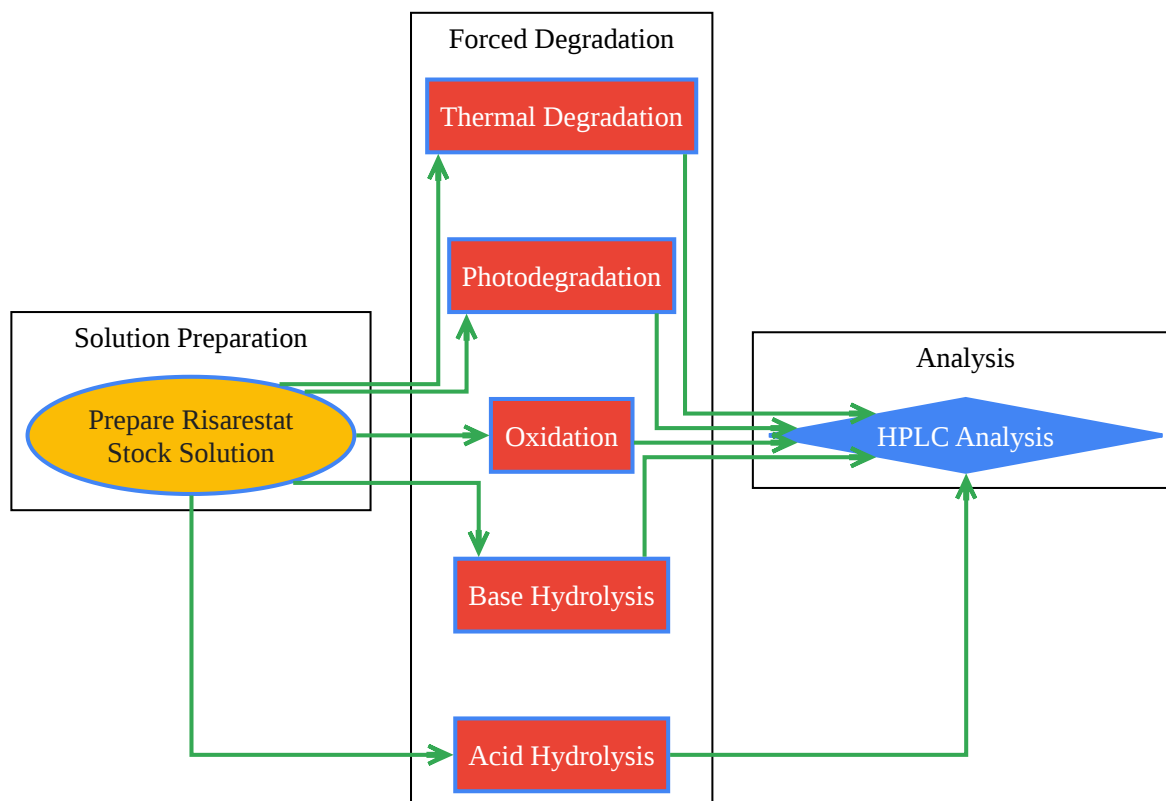 Forced Degradation
Thermal Degradation
Photodegradation
Solution Preparation
Analysis
Prepare Risarestat
Stock Solution
Oxidation
HPLC Analysis
Base Hydrolysis
Acid Hydrolysis